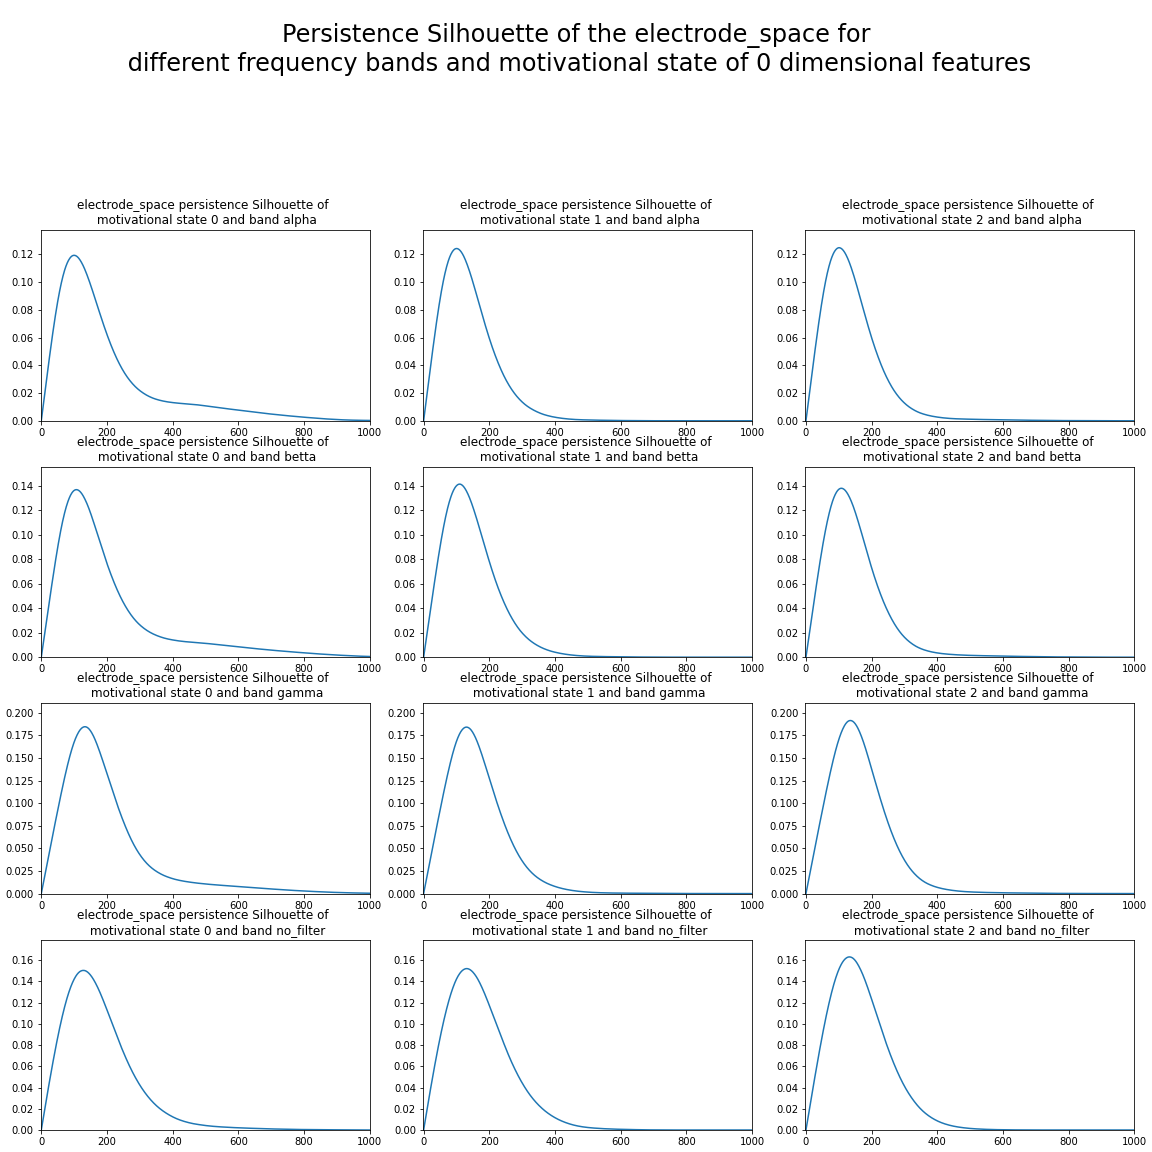 Persistence Silhouette of the electrode_space for
different frequency bands and motivational state of 0 dimensional features
electrode_space persistence Silhouette of
motivational state 0 and band alpha
0.12
0.10
0.08
0.06
0.04
0.02
0.00
0 200 400 600 800 1000
electrode_space persistence Silhouette of
motivational state 1 and band alpha
0.12
0.10
0.08
0.06
0.04
0.02
0.00
0 200 400 600 800 1000
electrode_space persistence Silhouette of
motivational state 2 and band alpha
0.12
0.10
0.08
0.06
0.04
0.02
0.00
0 200 400 600 800 1000
electrode_space persistence Silhouette of
motivational state 0 and band betta
0.14
0.12
0.10
0.08
0.06
0.04
0.02
0.00
0 200 400 600 800 1000
electrode_space persistence Silhouette of
motivational state 1 and band betta
0.14
0.12
0.10
0.08
0.06
0.04
0.02
0.00
0 200 400 600 800 1000
electrode_space persistence Silhouette of
motivational state 2 and band betta
0.14
0.12
0.10
0.08
0.06
0.04
0.02
0.00
0 200 400 600 800 1000
electrode_space persistence Silhouette of
motivational state 0 and band gamma
0.200
0.175
0.150
0.125
0.100
0.075
0.050
0.025
0.000
0 200 400 600 800 1000
electrode_space persistence Silhouette of
motivational state 1 and band gamma
0.200
0.175
0.150
0.125
0.100
0.075
0.050
0.025
0.000
0 200 400 600 800 1000
electrode_space persistence Silhouette of
motivational state 2 and band gamma
0.200
0.175
0.150
0.125
0.100
0.075
0.050
0.025
0.000
0 200 400 600 800 1000
electrode_space persistence Silhouette of
motivational state 0 and band no_filter
0.16
0.14
0.12
0.10
0.08
0.06
0.04
0.02
0.00
0 200 400 600 800 1000
electrode_space persistence Silhouette of
motivational state 1 and band no_filter
0.16
0.14
0.12
0.10
0.08
0.06
0.04
0.02
0.00
0 200 400 600 800 1000
electrode_space persistence Silhouette of
motivational state 2 and band no_filter
0.16
0.14
0.12
0.10
0.08
0.06
0.04
0.02
0.00
0 200 400 600 800 1000